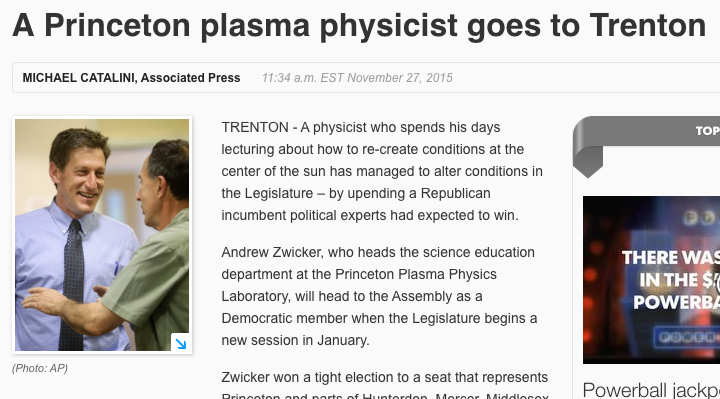 A Princeton plasma physicist goes to Trenton
MICHAEL CATALINI, Associated Press 11:34 a.m. EST November 27, 2015
(Photo: AP)
TRENTON - A physicist who spends his days
lecturing about how to re-create conditions at the
center of the sun has managed to alter conditions in
the Legislature – by upending a Republican
incumbent political experts had expected to win.
Andrew Zwicker, who heads the science education
department at the Princeton Plasma Physics
Laboratory, will head to the Assembly as a
Democratic member when the Legislature begins a
new session in January.
Zwicker won a tight election to a seat that represents
Princeton and parts of Hunterdon, Mercer, Middlesex
TOP
THERE WAS
IN THE $
POWERBA
POWER
Powerball jackp